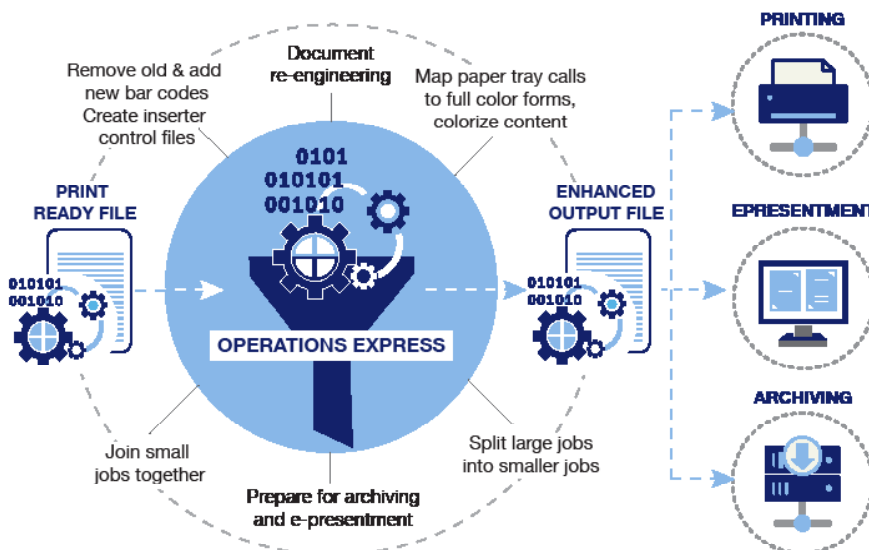 PRINTING
Document
re-engineering
Remove old & add
new bar codes
Create inserter
control files
Map paper tray calls
to full color forms,
colorize content
0101
010101
001010
PRINT
READY FILE
ENHANCED
OUTPUT FILE
EPRESENTMENT
010101
001010
010101
001010
OPERATIONS EXPRESS
ARCHIVING
Join small
jobs together
Split large jobs
into smaller jobs
Prepare for archiving
and e-presentment